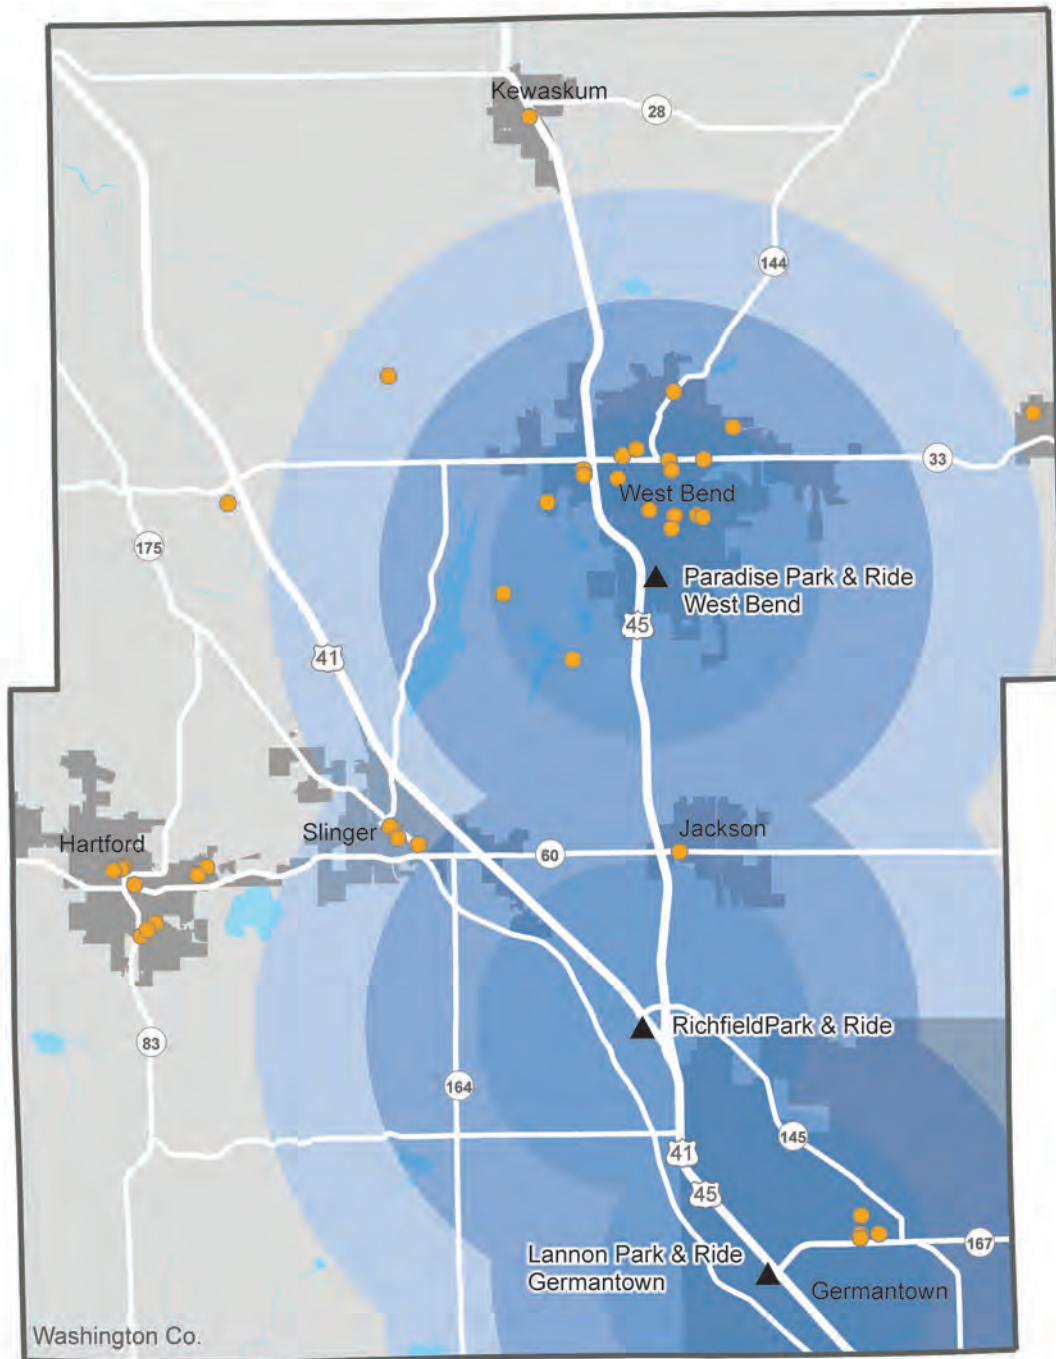 Kewaskum
28
144
33
West Bend
175
Paradise Park & Ride
West Bend
45
41
Hartford
Slinger
Jackson
60
RichfieldPark & Ride
83
164
145
41
45
Lannon Park & Ride
Germantown
167
Germantown
Washington Co.